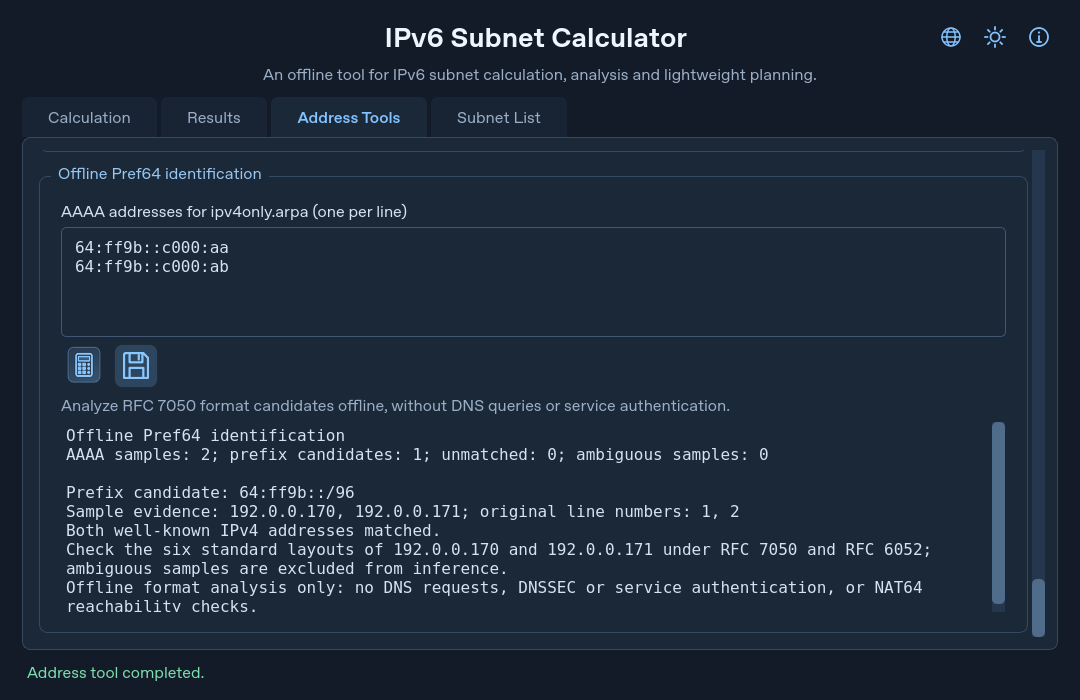 IPv6 Subnet Calculator
An offline tool for IPv6 subnet calculation, analysis and lightweight planning.
Calculation
Results
Address Tools
Subnet List
Offline Pref64 identification
AAAA addresses for ipv4only.arpa (one per line)
64:ff9b::c000:aa
64:ff9b::c000:ab
Analyze RFC 7050 format candidates offline, without DNS queries or service authentication.
Offline Pref64 identification
AAAA samples: 2; prefix candidates: 1; unmatched: 0; ambiguous samples: 0
Prefix candidate: 64:ff9b::/96
Sample evidence: 192.0.0.170, 192.0.0.171; original line numbers: 1, 2
Both well-known IPv4 addresses matched.
Check the six standard layouts of 192.0.0.170 and 192.0.0.171 under RFC 7050 and RFC 6052;
ambiguous samples are excluded from inference.
Offline format analysis only: no DNS requests, DNSSEC or service authentication, or NAT64
reachability checks.
Address tool completed.